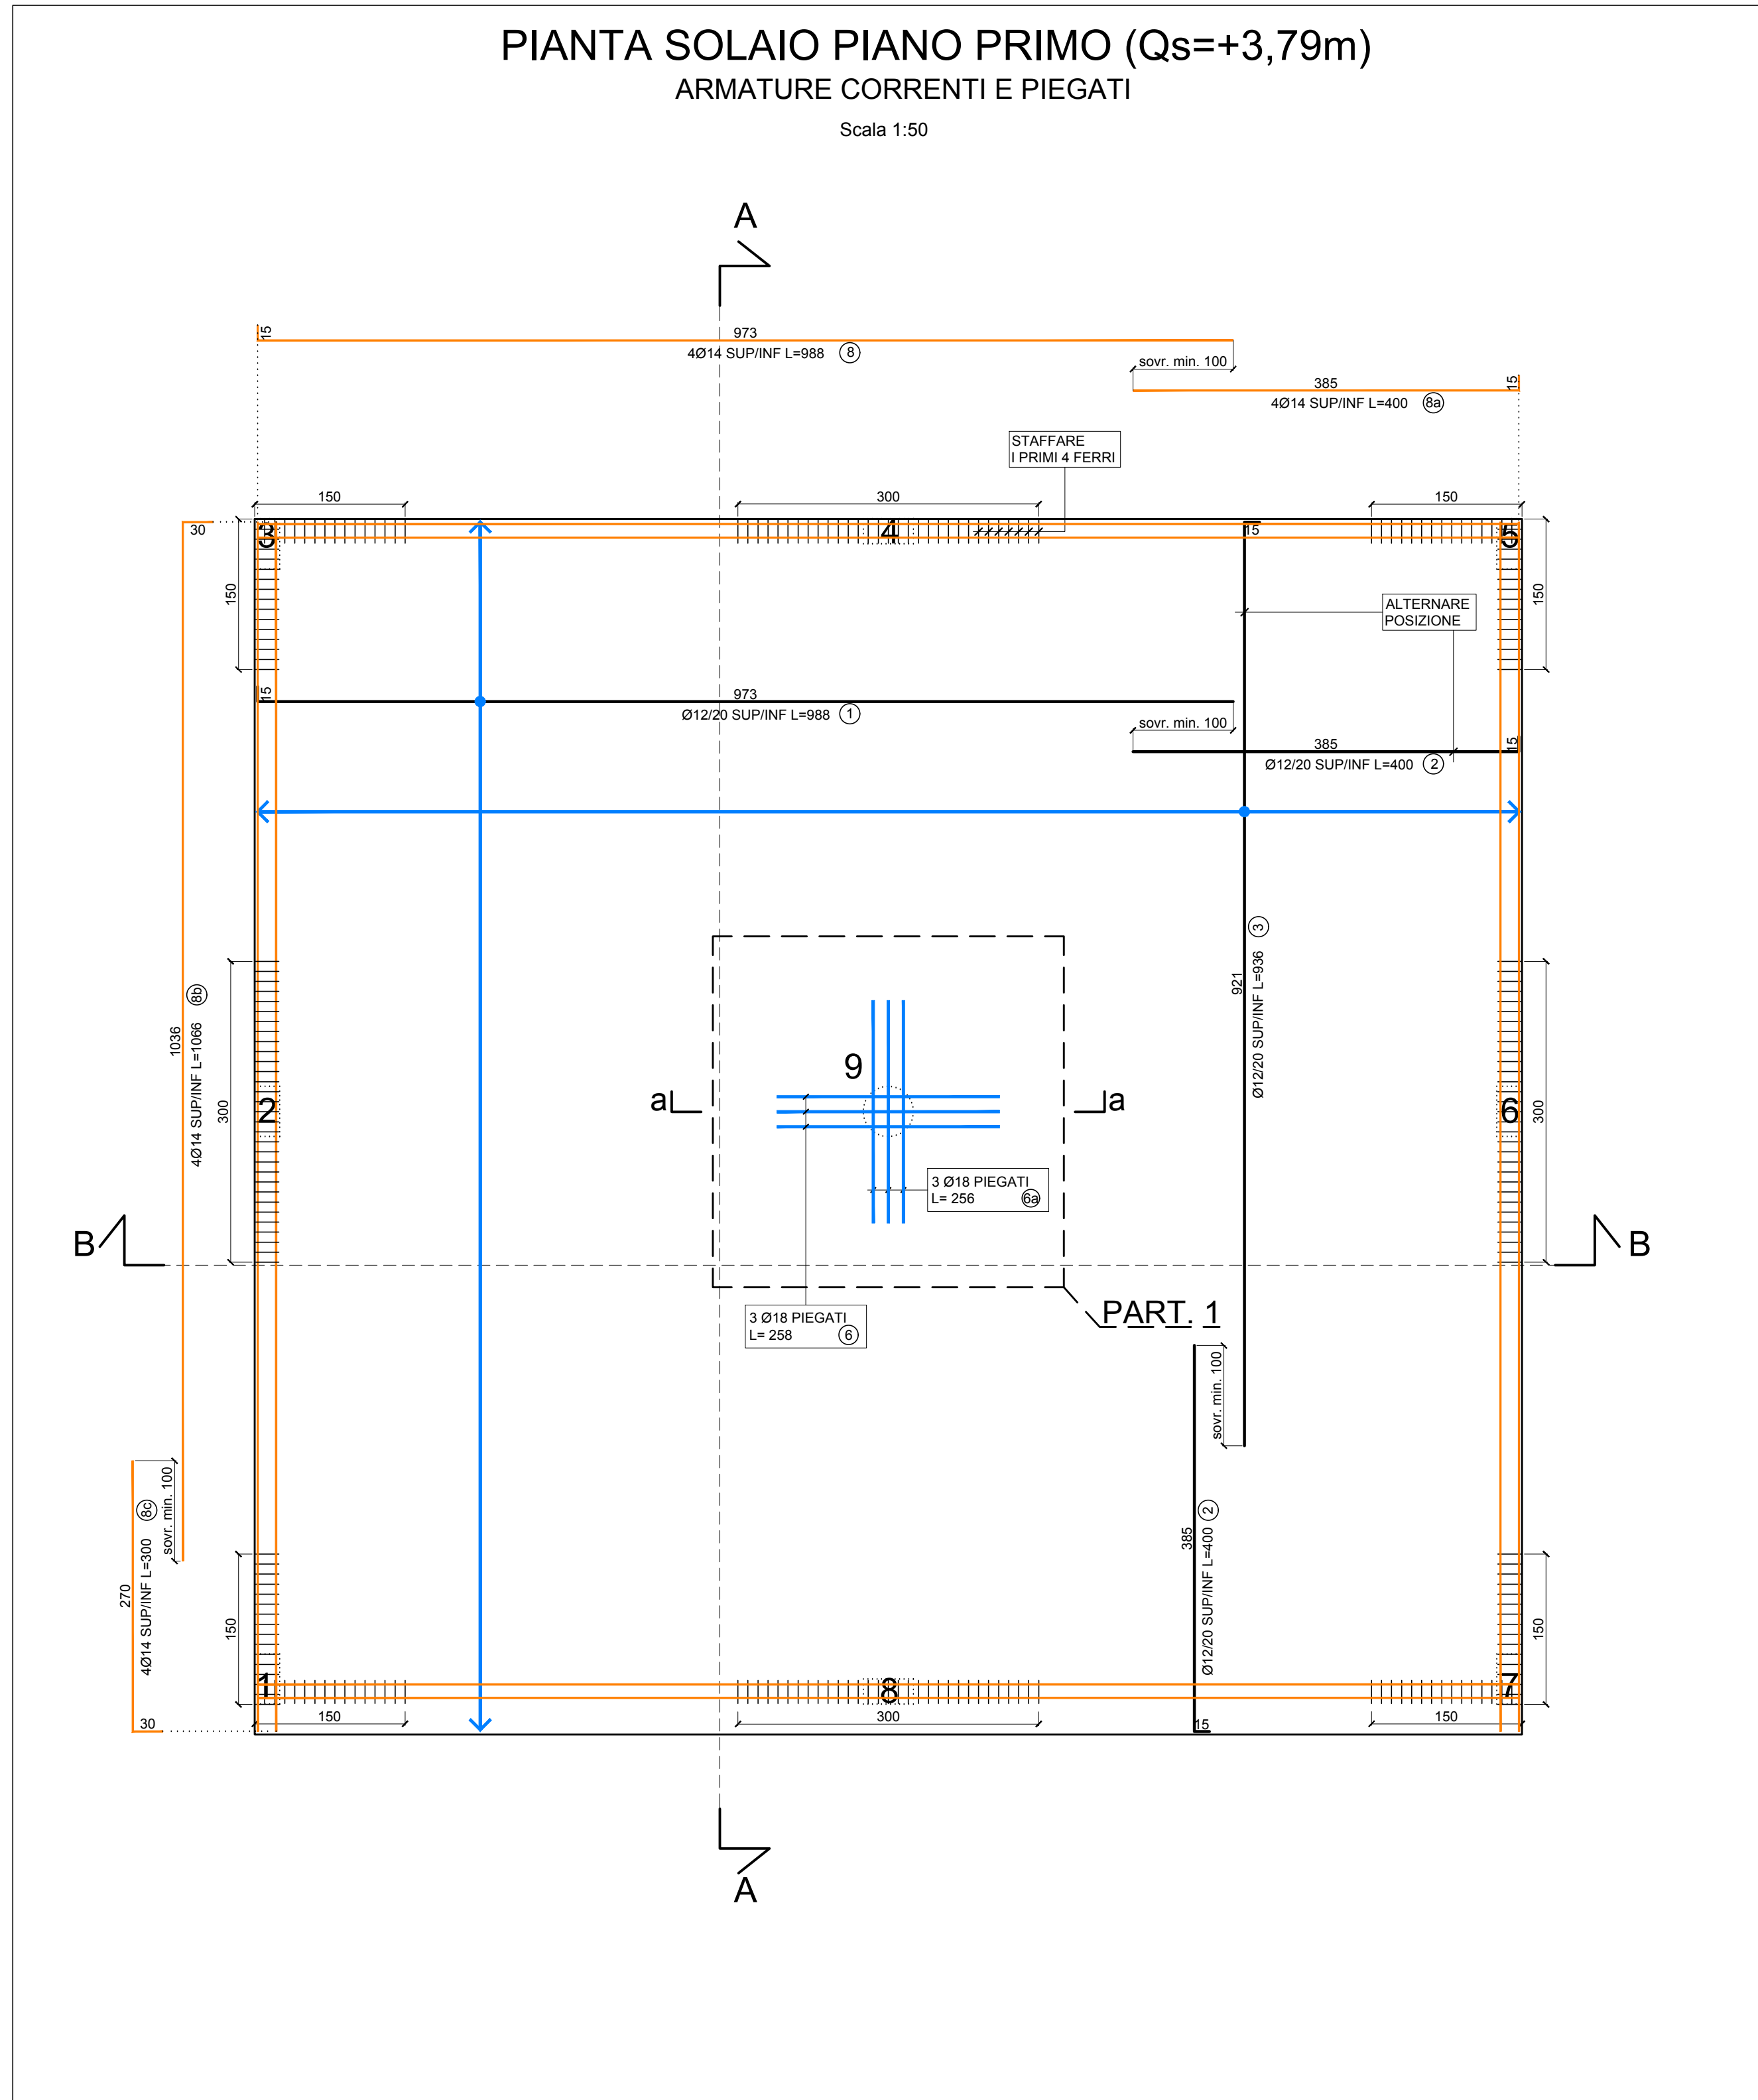 PIANTA SOLAIO PIANO PRIMO (Qs=+3,79m)
ARMATURE CORRENTI E PIEGATI
Scala 1:50
A
15
973
4Ø14 SUP/INF L=988 8
sovr. min. 100
385
15
4Ø14 SUP/INF L=400 8a
STAFFARE
I PRIMI 4 FERRI
150
300
150
30
3
4
15
5
150
150
ALTERNARE
POSIZIONE
15
973
Ø12/20 SUP/INF L=988 1
sovr. min. 100
385
15
Ø12/20 SUP/INF L=400 2
921
Ø12/20 SUP/INF L=936 3
1036
4Ø14 SUP/INF L=1066 8b
300
2
9
a
a
6
300
3 Ø18 PIEGATI
L= 256 6a
B
B
3 Ø18 PIEGATI
L= 258 6
PART. 1
sovr. min. 100
sovr. min. 100
270
4Ø14 SUP/INF L=300 8c
385
Ø12/20 SUP/INF L=400 2
150
150
1
8
7
30
150
300
15
150
A